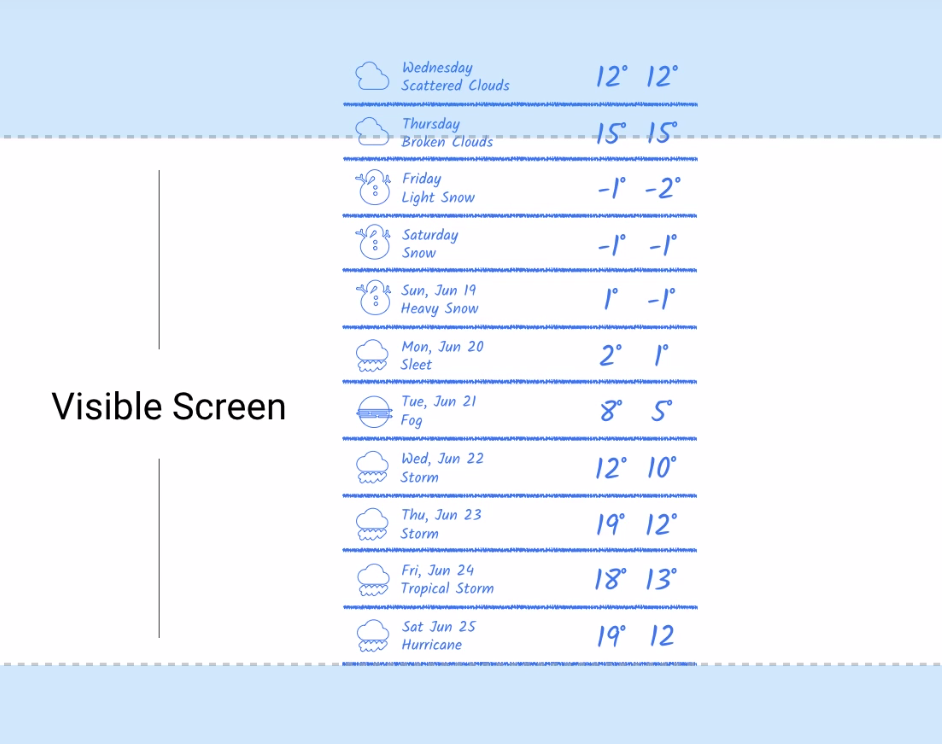 Wednesday
Scattered Clouds
12° 12°
Thursday
Broken Clouds
15° 15°
Friday
Light Snow
-1° -2°
Saturday
Snow
-1° -1°
Sun, Jun 19
Heavy Snow
1° -1°
Mon, Jun 20
Sleet
2° 1°
Visible Screen
Tue, Jun 21
Fog
8° 5°
Wed, Jun 22
Storm
12° 10°
Thu, Jun 23
Storm
19° 12°
Fri, Jun 24
Tropical Storm
18° 13°
Sat Jun 25
Hurricane
19° 12